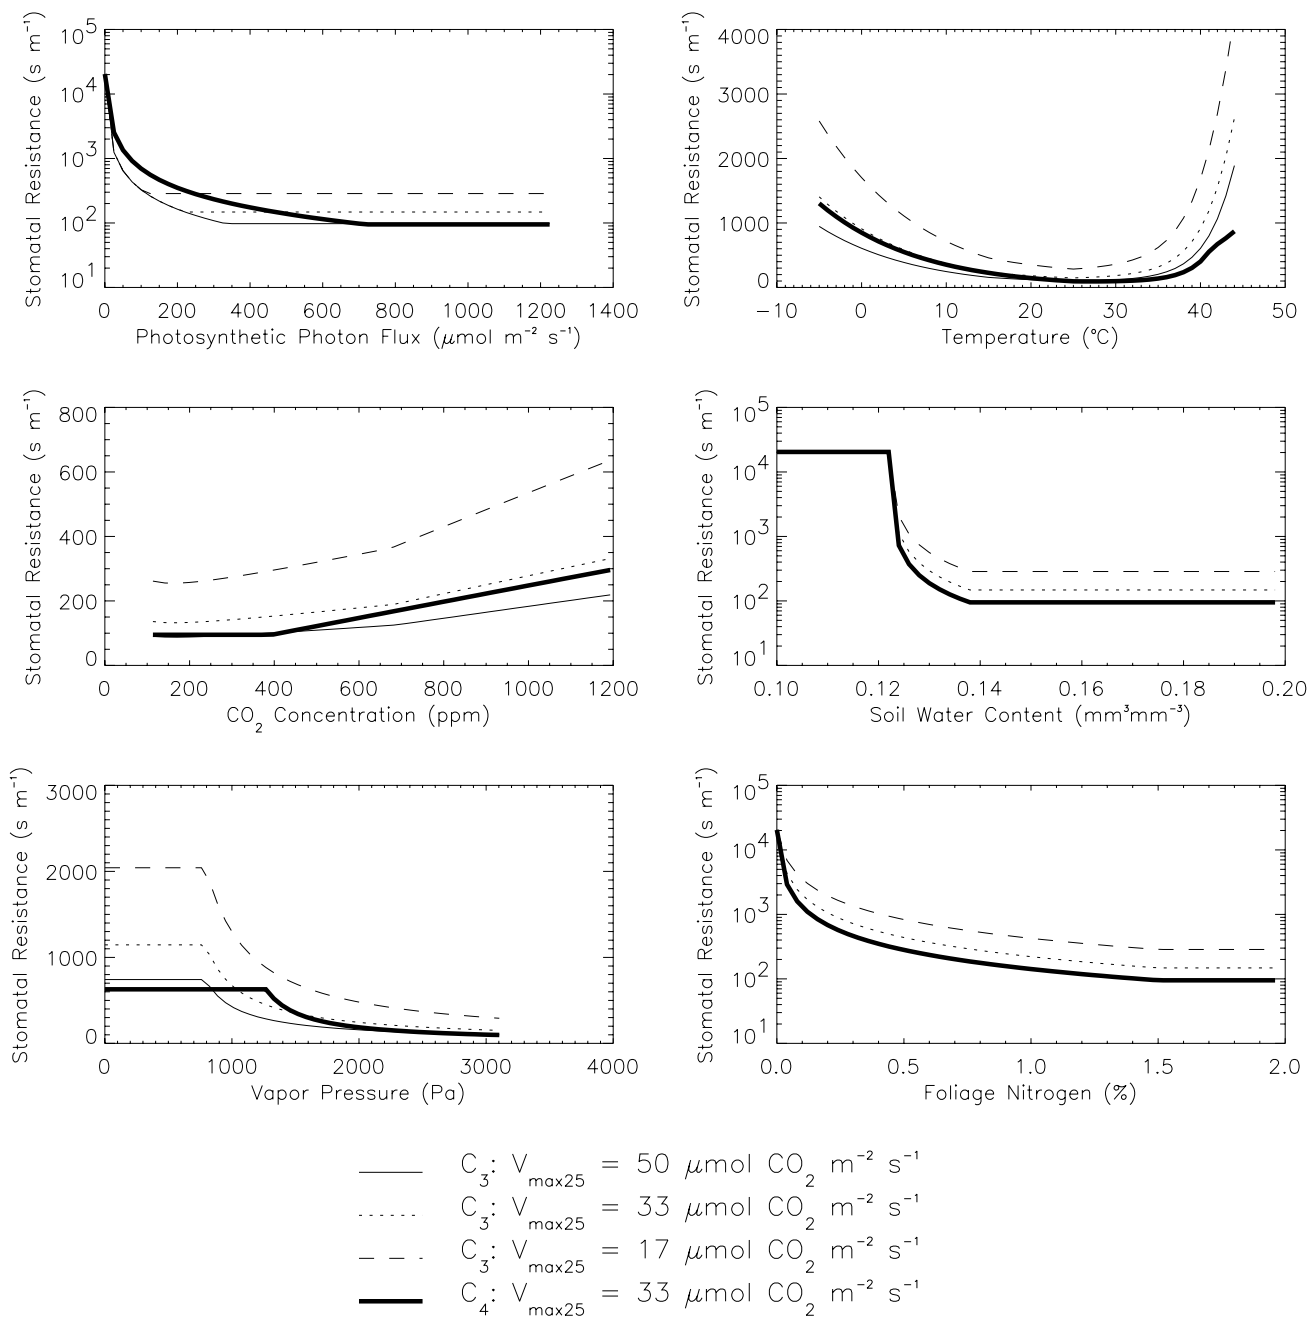 Stomatal Resistance (s m⁻¹)
10⁵
10⁴
10³
10²
10¹
0 200 400 600 800 1000 1200 1400
Photosynthetic Photon Flux (μmol m⁻² s⁻¹)
Stomatal Resistance (s m⁻¹)
4000
3000
2000
1000
0
−10 0 10 20 30 40 50
Temperature (°C)
Stomatal Resistance (s m⁻¹)
800
600
400
200
0
0 200 400 600 800 1000 1200
CO₂ Concentration (ppm)
Stomatal Resistance (s m⁻¹)
10⁵
10⁴
10³
10²
10¹
0.10 0.12 0.14 0.16 0.18 0.20
Soil Water Content (mm³mm⁻³)
Stomatal Resistance (s m⁻¹)
3000
2000
1000
0
0 1000 2000 3000 4000
Vapor Pressure (Pa)
Stomatal Resistance (s m⁻¹)
10⁵
10⁴
10³
10²
10¹
0.0 0.5 1.0 1.5 2.0
Foliage Nitrogen (%)
C₃: Vmax25 = 50 μmol CO₂ m⁻² s⁻¹
C₃: Vmax25 = 33 μmol CO₂ m⁻² s⁻¹
C₃: Vmax25 = 17 μmol CO₂ m⁻² s⁻¹
C₄: Vmax25 = 33 μmol CO₂ m⁻² s⁻¹